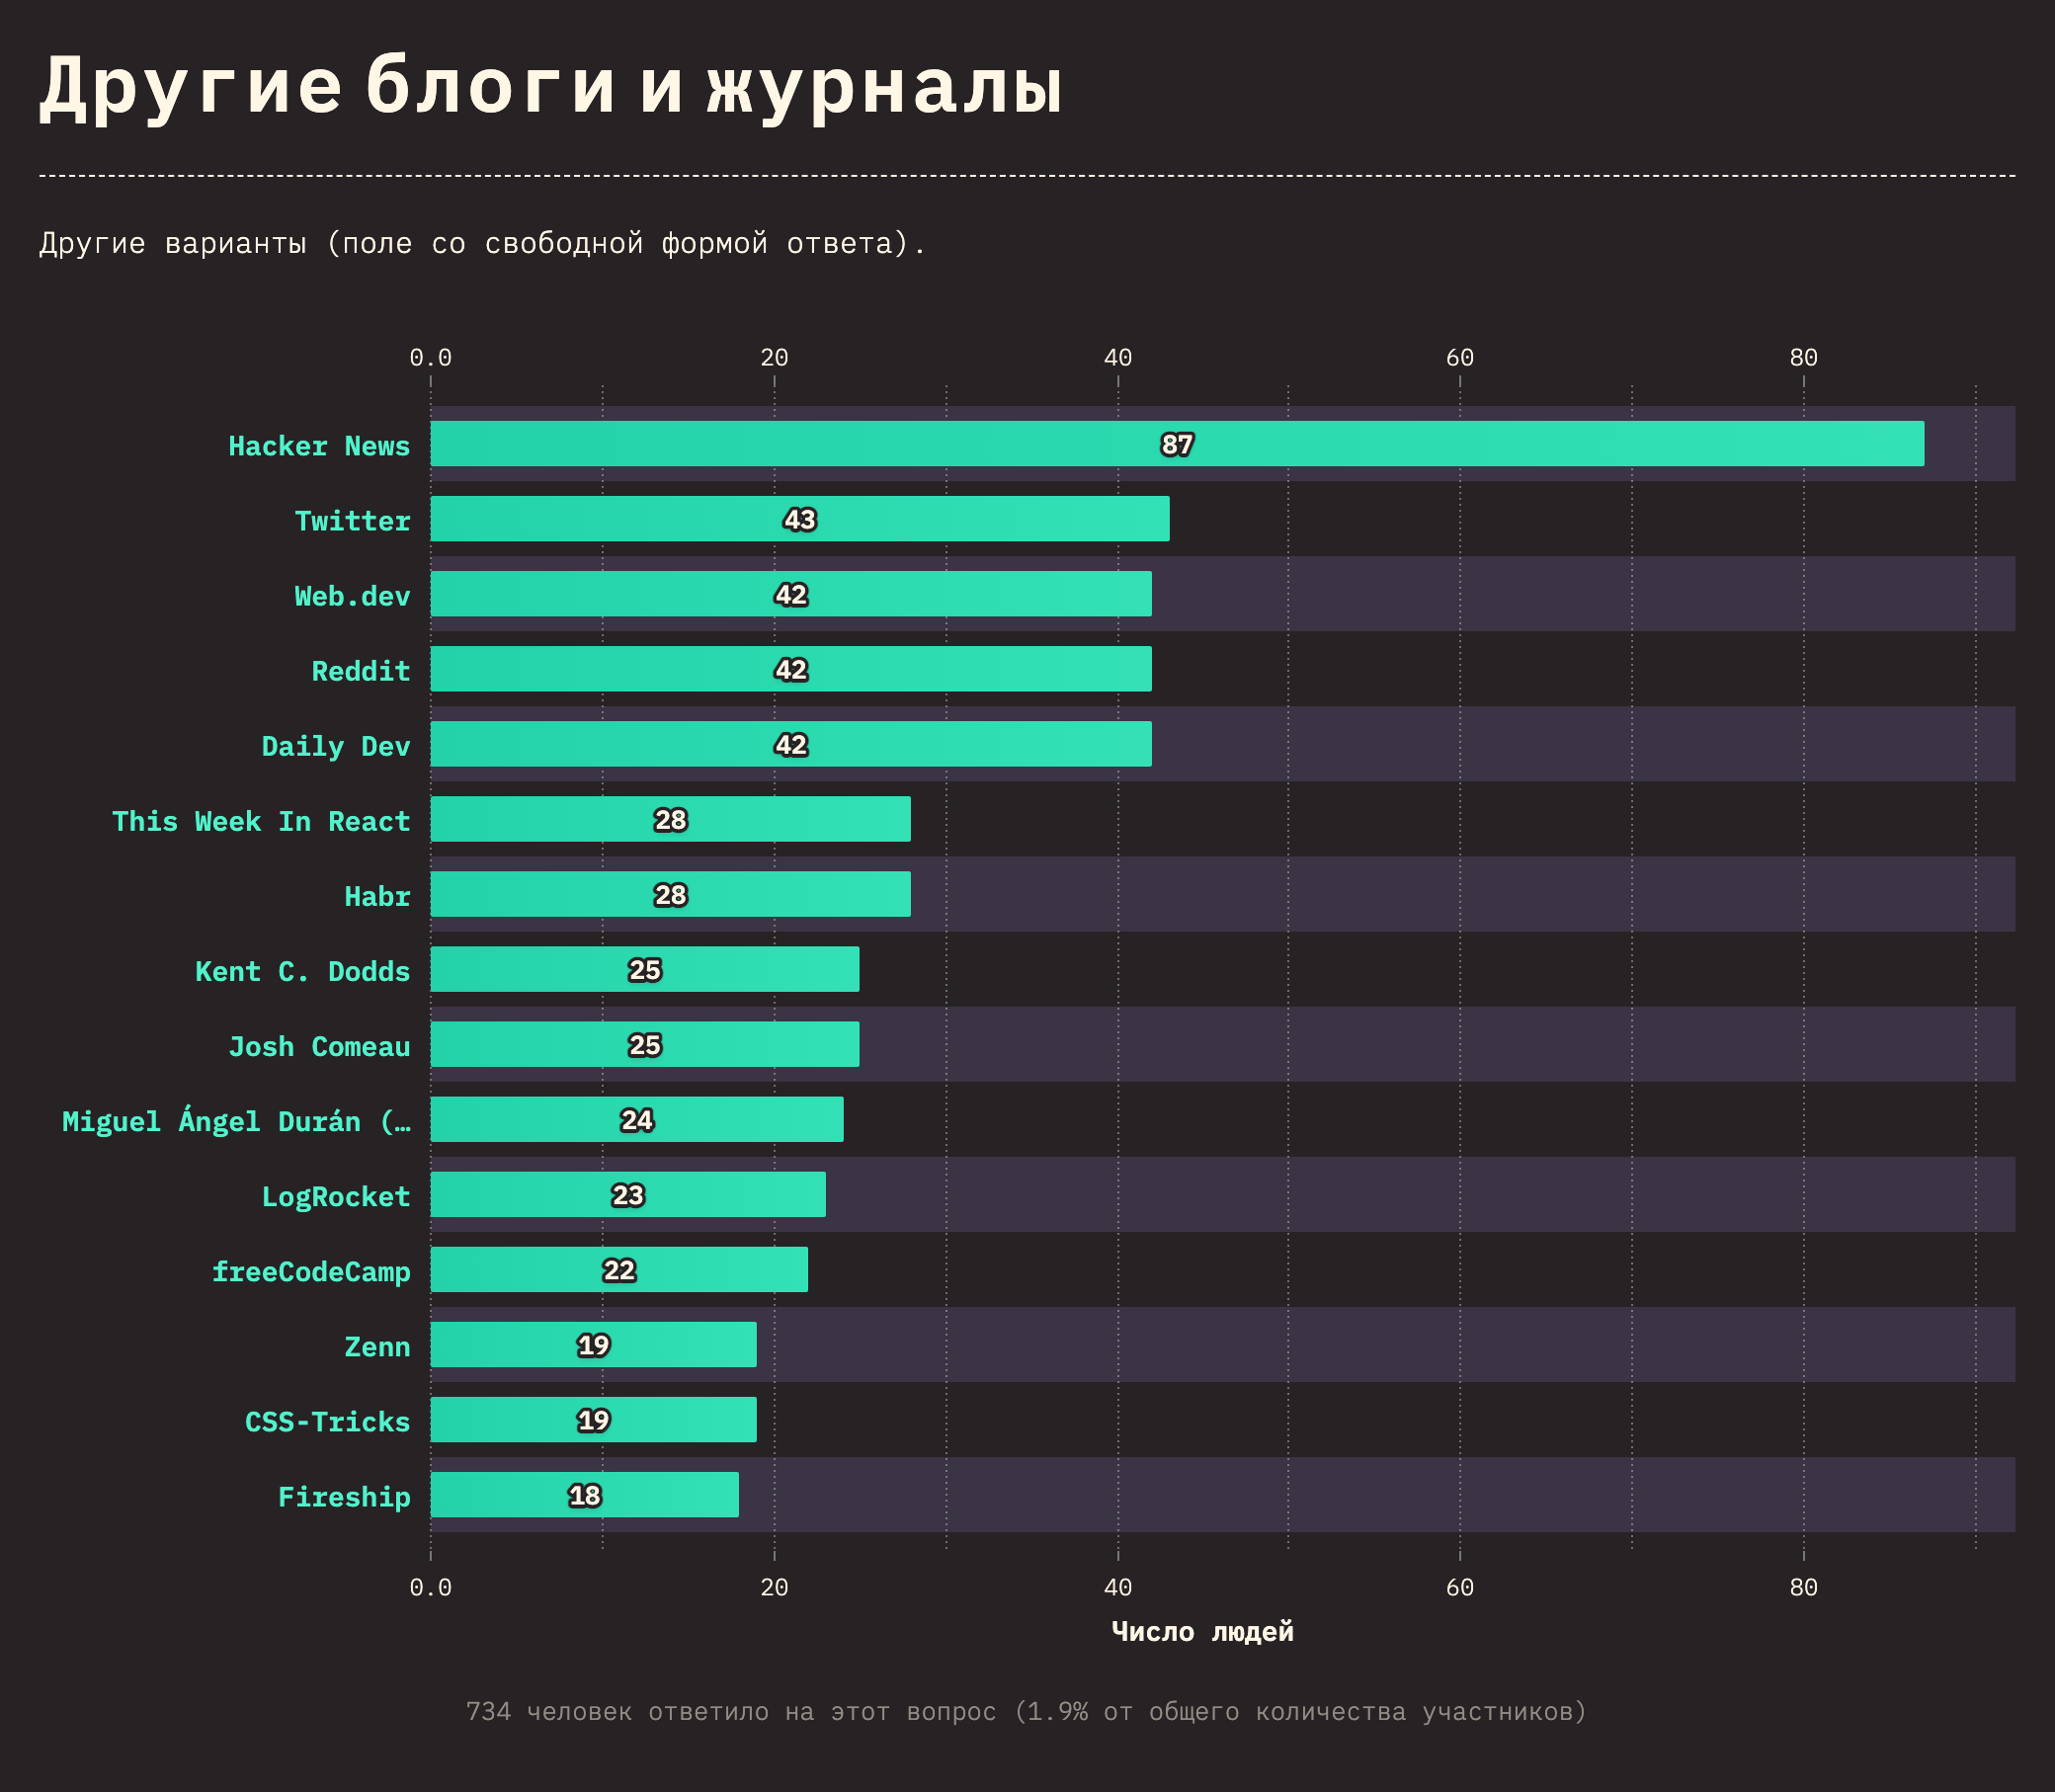 Другие блоги и журналы
Другие варианты (поле со свободной формой ответа).
0.0 20 40 60 80
Hacker News 87
Twitter 43
Web.dev 42
Reddit 42
Daily Dev 42
This Week In React 28
Habr 28
Kent C. Dodds 25
Josh Comeau 25
Miguel Ángel Durán (… 24
LogRocket 23
freeCodeCamp 22
Zenn 19
CSS-Tricks 19
Fireship 18
0.0 20 40 60 80
Число людей
734 человек ответило на этот вопрос (1.9% от общего количества участников)